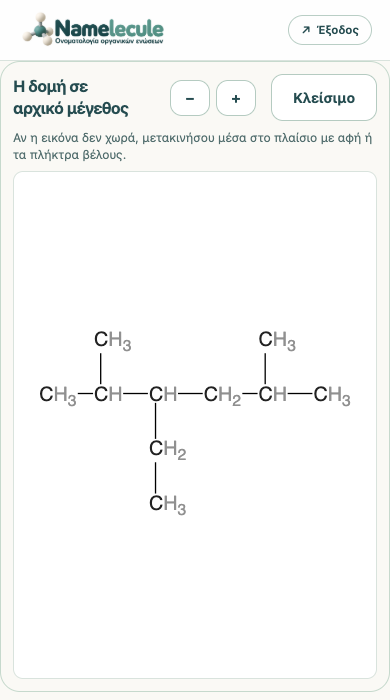 Namelecule
Ονοματολογία οργανικών ενώσεων
↗ Έξοδος
Η δομή σε
αρχικό μέγεθος
− + Κλείσιμο
Αν η εικόνα δεν χωρά, μετακινήσου μέσα στο πλαίσιο με αφή ή
τα πλήκτρα βέλους.
CH3 CH3
CH3—CH—CH—CH2—CH—CH3
CH2
CH3